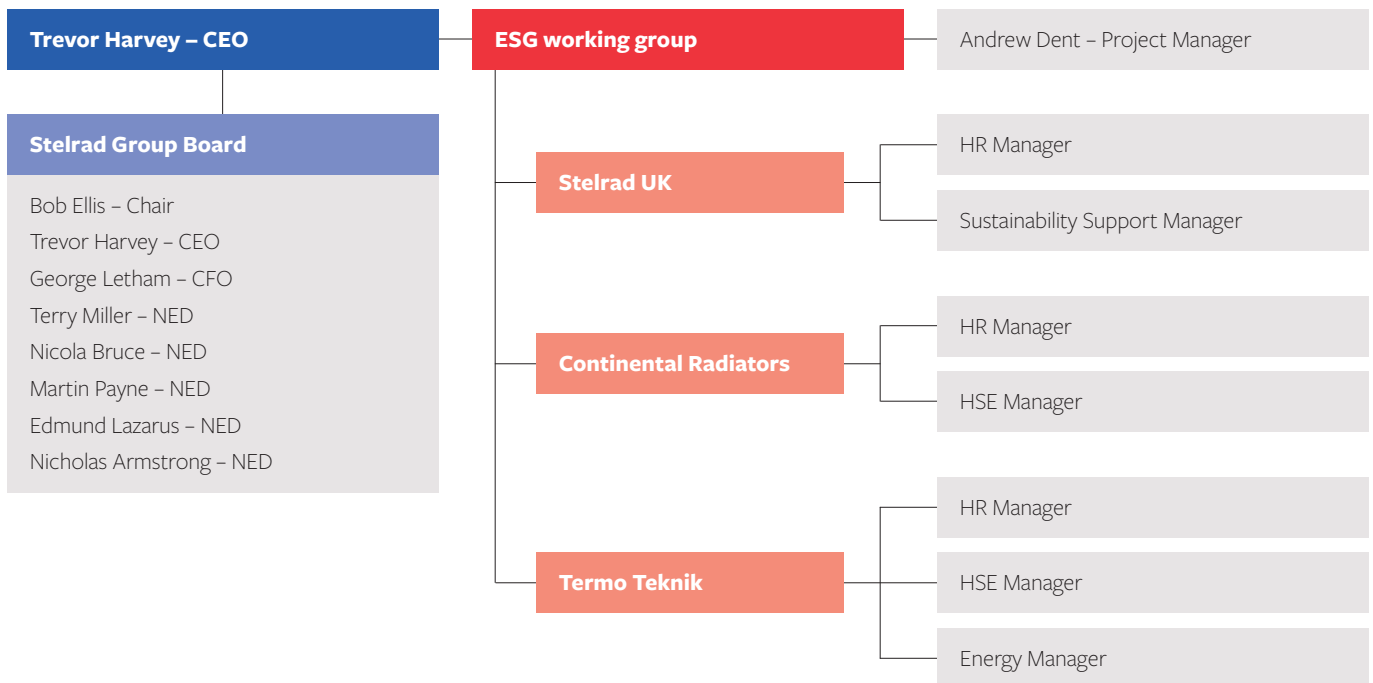 Trevor Harvey – CEO
ESG working group
Andrew Dent – Project Manager
Stelrad Group Board
Bob Ellis – Chair
Trevor Harvey – CEO
George Letham – CFO
Terry Miller – NED
Nicola Bruce – NED
Martin Payne – NED
Edmund Lazarus – NED
Nicholas Armstrong – NED
Stelrad UK
HR Manager
Sustainability Support Manager
Continental Radiators
HR Manager
HSE Manager
Termo Teknik
HR Manager
HSE Manager
Energy Manager